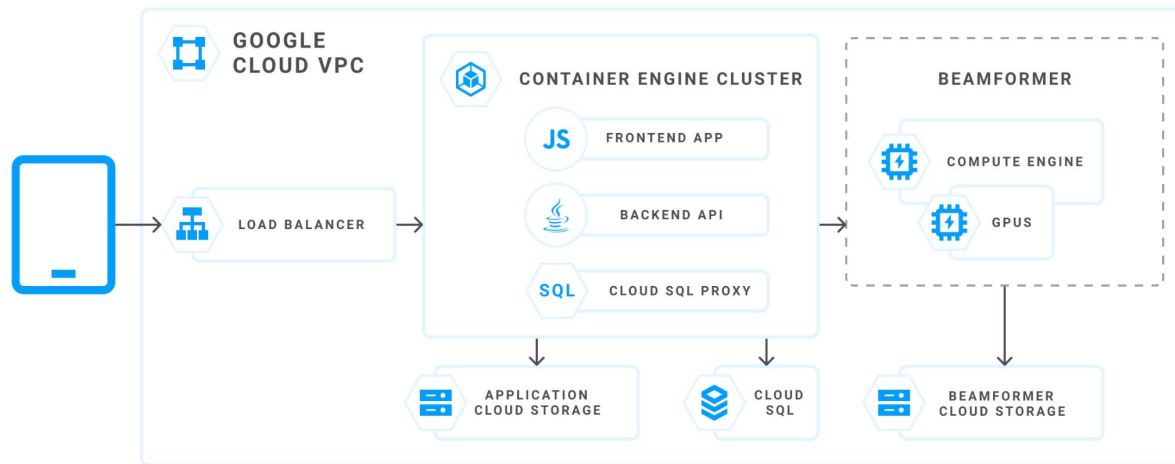 GOOGLE
CLOUD VPC
CONTAINER ENGINE CLUSTER
JS
FRONTEND APP
BACKEND API
SQL
CLOUD SQL PROXY
LOAD BALANCER
BEAMFORMER
COMPUTE ENGINE
GPUS
APPLICATION
CLOUD STORAGE
CLOUD
SQL
BEAMFORMER
CLOUD STORAGE